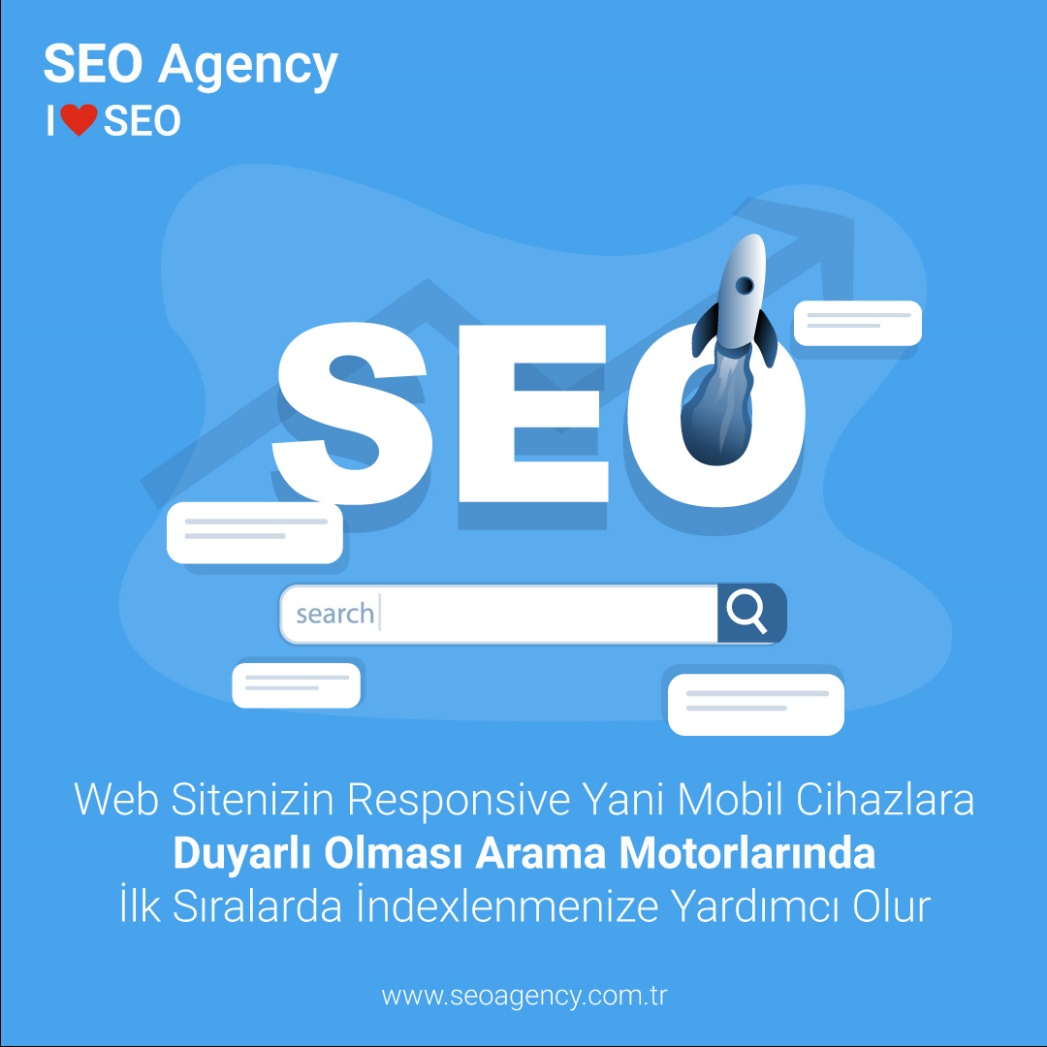 SEO Agency
I❤SEO
SEO
search
Web Sitenizin Responsive Yani Mobil Cihazlara
Duyarlı Olması Arama Motorlarında
İlk Sıralarda İndexlenmenize Yardımcı Olur
www.seoagency.com.tr